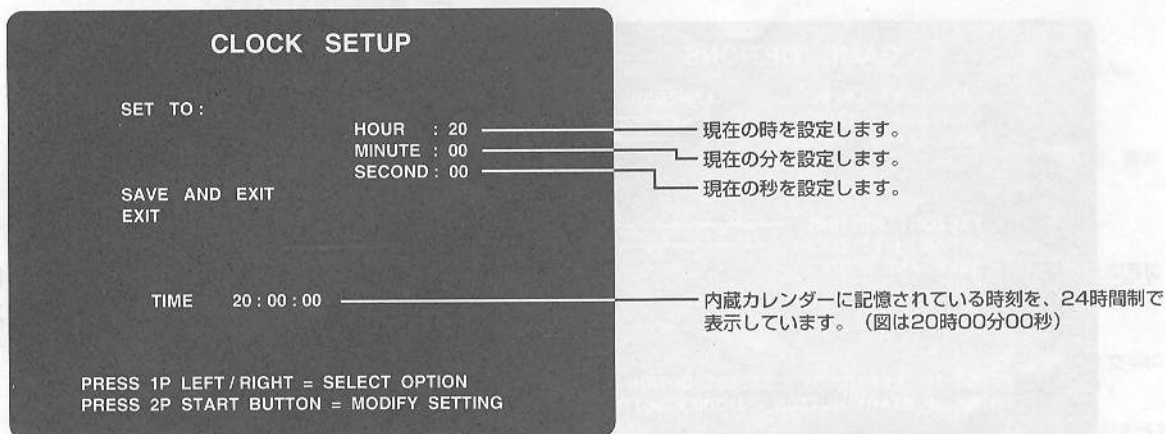 CLOCK SETUP
SET TO :
HOUR : 20
現在の時を設定します。
MINUTE : 00
現在の分を設定します。
SECOND : 00
現在の秒を設定します。
SAVE AND EXIT
EXIT
TIME 20 : 00 : 00
内蔵カレンダーに記憶されている時刻を、24時間制で
表示しています。（図は20時00分00秒）
PRESS 1P LEFT / RIGHT = SELECT OPTION
PRESS 2P START BUTTON = MODIFY SETTING